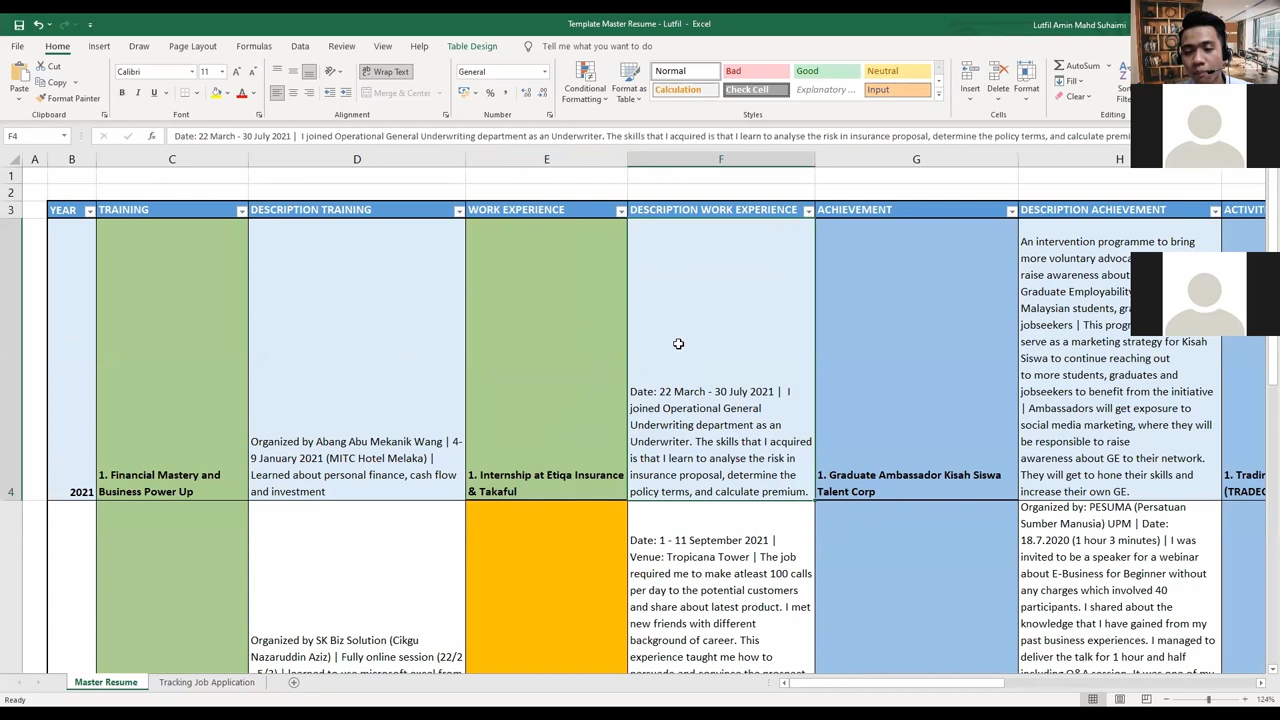 Template Master Resume - Lutfil - Excel
Lutfil Amin Mahd Suhaimi
File Home Insert Draw Page Layout Formulas Data Review View Help Table Design Tell me what you want to do
Paste
Cut
Copy
Format Painter
Clipboard
Calibri 11
B I U
Font
Wrap Text
Merge & Center
Alignment
General
Number
Conditional Formatting
Format as Table
Normal Bad Good Neutral
Calculation Check Cell Explanatory ... Input
Styles
Insert Delete Format
Cells
AutoSum
Fill
Clear
F4
Date: 22 March - 30 July 2021 | I joined Operational General Underwriting department as an Underwriter. The skills that I acquired is that I learn to analyse the risk in insurance proposal, determine the policy terms, and calculate premi
A B C D E F G H
1
2
3 YEAR TRAINING DESCRIPTION TRAINING WORK EXPERIENCE DESCRIPTION WORK EXPERIENCE ACHIEVEMENT DESCRIPTION ACHIEVEMENT ACTIVIT
4
2021
1. Financial Mastery and
Business Power Up
Organized by Abang Abu Mekanik Wang | 4-
9 January 2021 (MITC Hotel Melaka) |
Learned about personal finance, cash flow
and investment
1. Internship at Etiqa Insurance
& Takaful
Date: 22 March - 30 July 2021 | I
joined Operational General
Underwriting department as an
Underwriter. The skills that I acquired
is that I learn to analyse the risk in
insurance proposal, determine the
policy terms, and calculate premium.
1. Graduate Ambassador Kisah Siswa
Talent Corp
An intervention programme to bring
more voluntary advoca
raise awareness about
Graduate Employability
Malaysian students, gra
jobseekers | This progr
serve as a marketing strategy for Kisah
Siswa to continue reaching out
to more students, graduates and
jobseekers to benefit from the initiative
| Ambassadors will get exposure to
social media marketing, where they will
be responsible to raise
awareness about GE to their network.
They will get to hone their skills and
increase their own GE.
1. Tradin
(TRADEC
Organized by SK Biz Solution (Cikgu
Nazaruddin Aziz) | Fully online session (22/2
Date: 1 - 11 September 2021 |
Venue: Tropicana Tower | The job
required me to make atleast 100 calls
per day to the potential customers
and share about latest product. I met
new friends with different
background of career. This
experience taught me how to
Organized by: PESUMA (Persatuan
Sumber Manusia) UPM | Date:
18.7.2020 (1 hour 3 minutes) | I was
invited to be a speaker for a webinar
about E-Business for Beginner without
any charges which involved 40
participants. I shared about the
knowledge that I have gained from my
past business experiences. I managed to
deliver the talk for 1 hour and half
Master Resume Tracking Job Application
Ready
124%